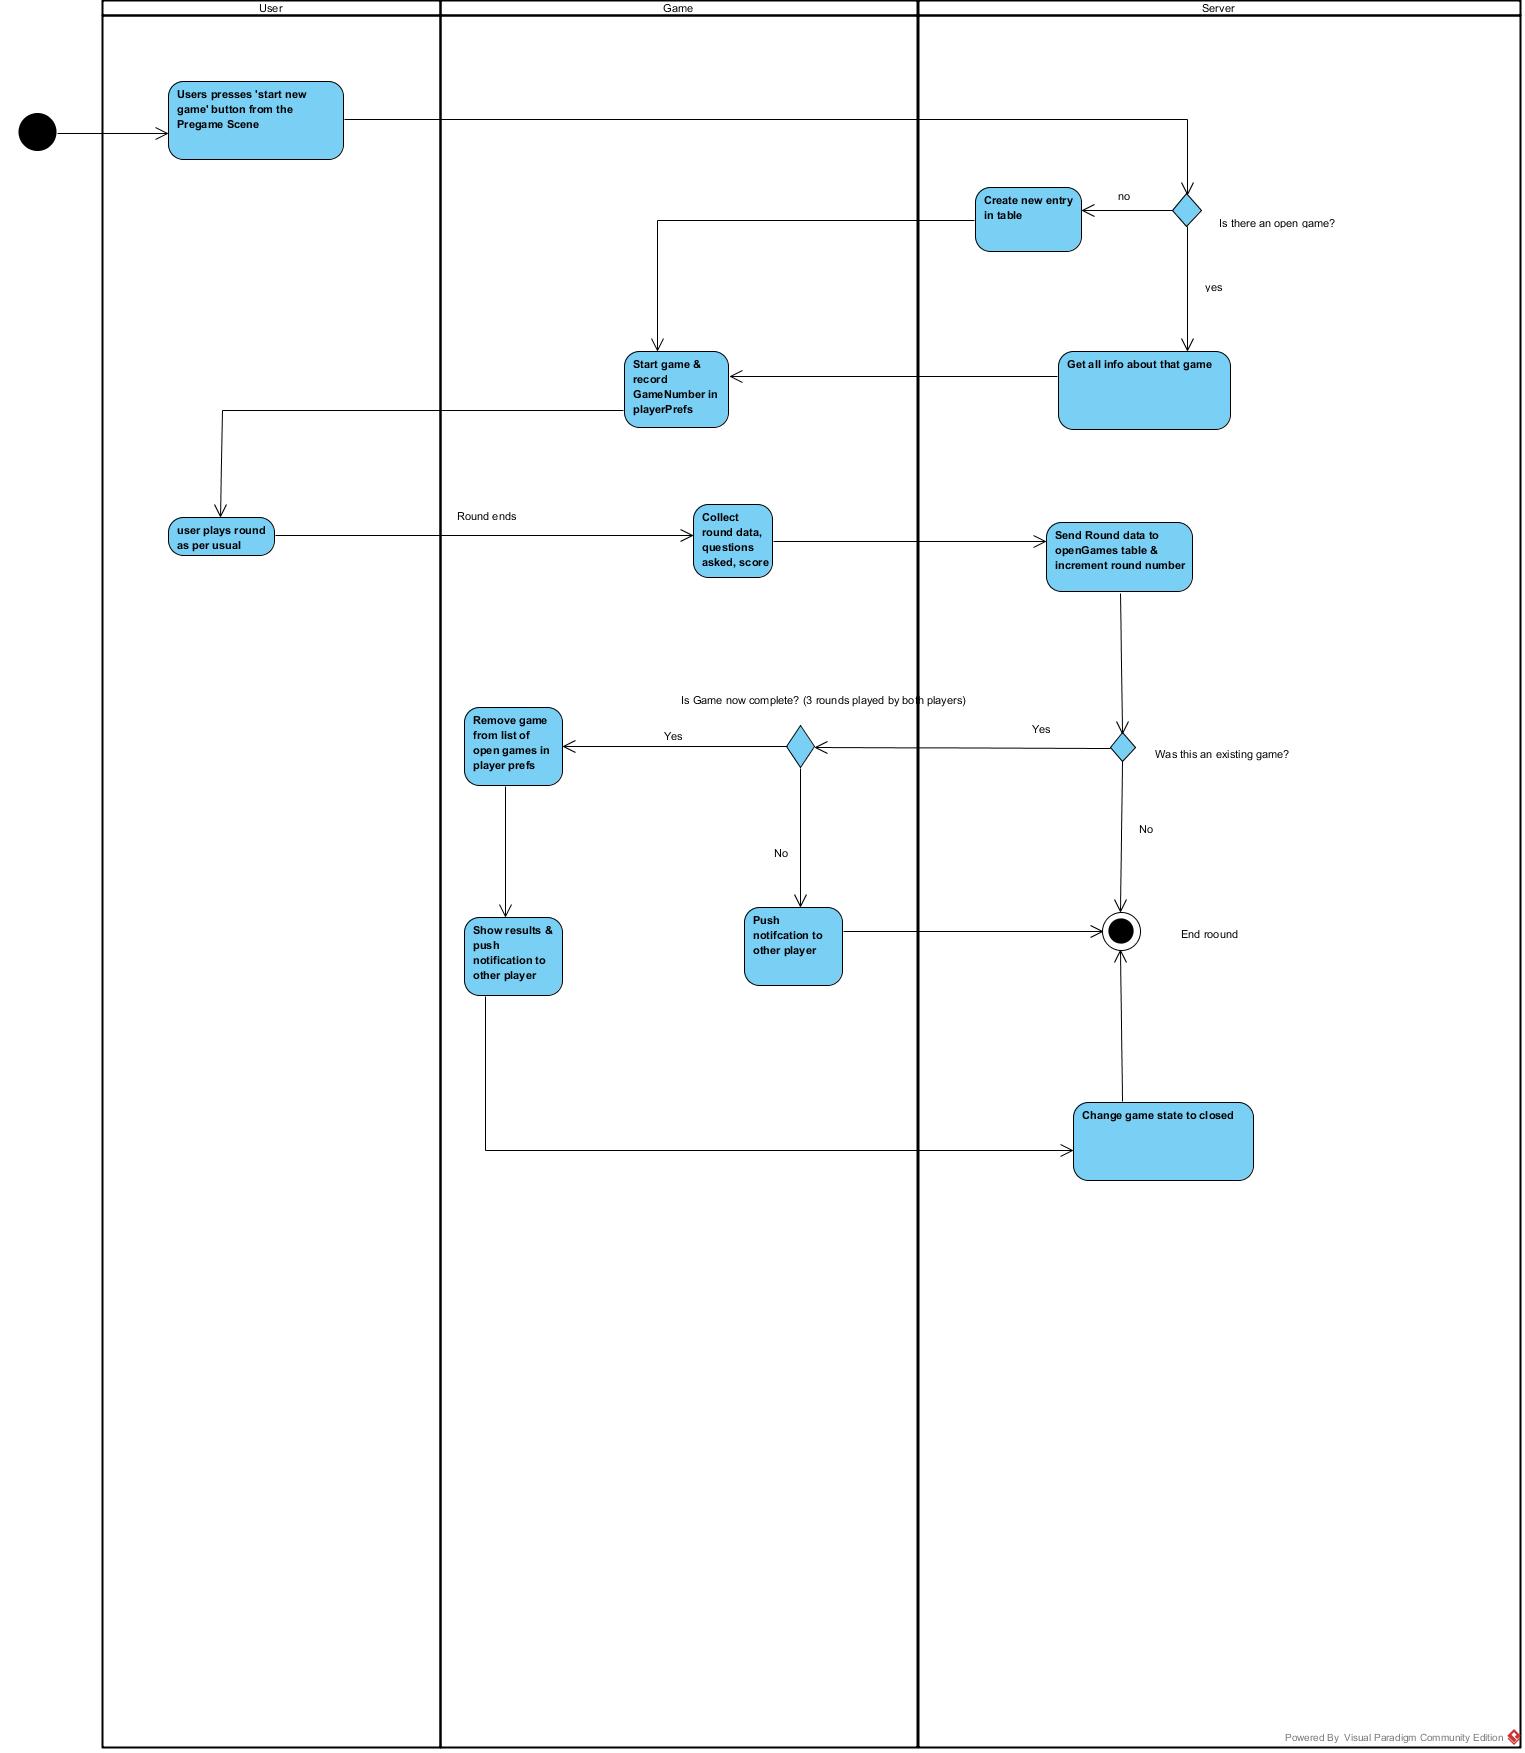 User
Game
Server
Users presses 'start new
game' button from the
Pregame Scene
Create new entry
in table
no
Is there an open game?
yes
Start game &
record
GameNumber in
playerPrefs
Get all info about that game
user plays round
as per usual
Round ends
Collect
round data,
questions
asked, score
Send Round data to
openGames table &
increment round number
Is Game now complete? (3 rounds played by both players)
Remove game
from list of
open games in
player prefs
Yes
Yes
Was this an existing game?
No
No
Show results &
push
notification to
other player
Push
notifcation to
other player
End roound
Change game state to closed
Powered By Visual Paradigm Community Edition